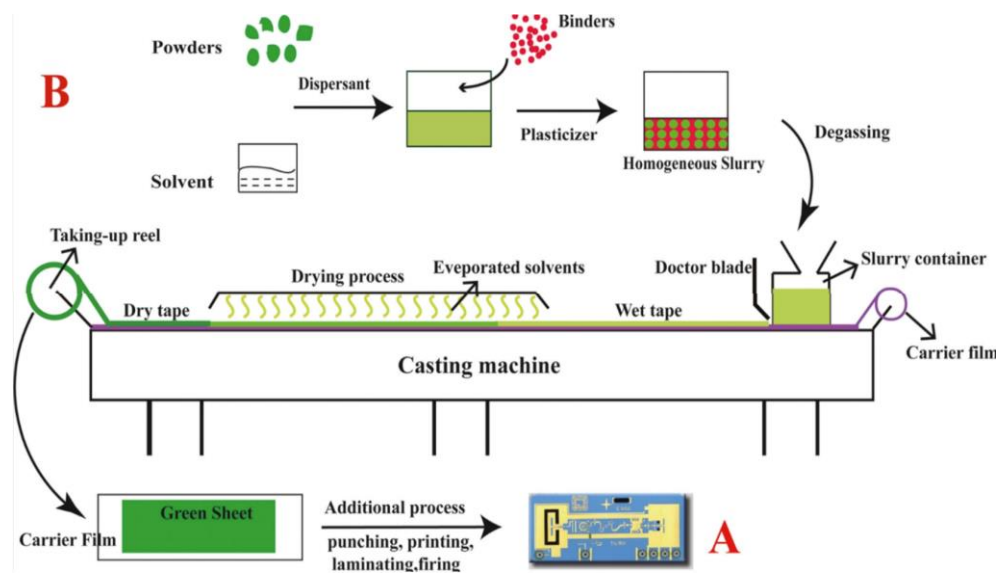 Powders
Binders
B
Dispersant
Plasticizer
Degassing
Homogeneous Slurry
Solvent
Taking-up reel
Drying process
Eveporated solvents
Doctor blade
Slurry container
Dry tape
Wet tape
Carrier film
Casting machine
Green Sheet
Carrier Film
Additional process
punching, printing,
laminating,firing
A